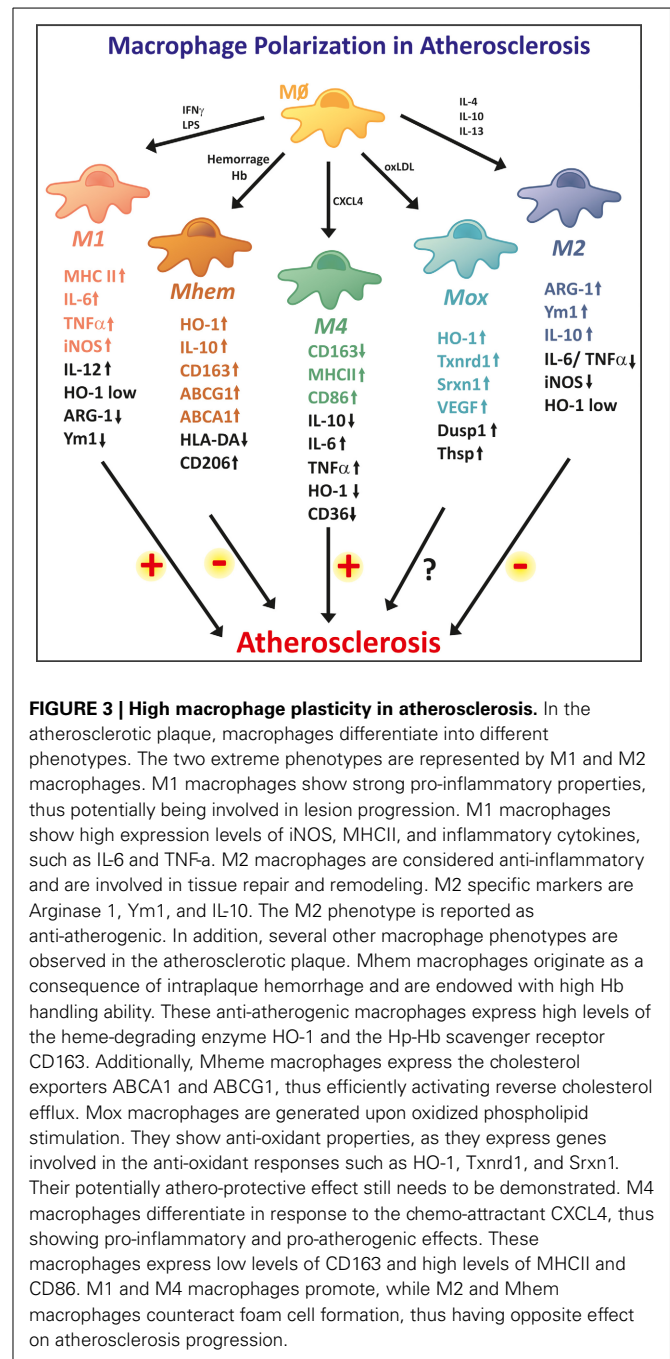 Macrophage Polarization in Atherosclerosis
MØ
IFNγ
LPS
Hemorrage
Hb
CXCL4
oxLDL
IL-4
IL-10
IL-13
M1
MHC II↑
IL-6↑
TNFα↑
iNOS↑
IL-12↑
HO-1 low
ARG-1↓
Ym1↓
Mhem
HO-1↑
IL-10↑
CD163↑
ABCG1↑
ABCA1↑
HLA-DA↓
CD206↑
M4
CD163↓
MHCII↑
CD86↑
IL-10↓
IL-6↑
TNFα↑
HO-1↓
CD36↓
Mox
HO-1↑
Txnrd1↑
Srxn1↑
VEGF↑
Dusp1↑
Thsp↑
M2
ARG-1↑
Ym1↑
IL-10↑
IL-6/ TNFα↓
iNOS↓
HO-1 low
+
-
+
?
-
Atherosclerosis
FIGURE 3 | High macrophage plasticity in atherosclerosis. In the
atherosclerotic plaque, macrophages differentiate into different
phenotypes. The two extreme phenotypes are represented by M1 and M2
macrophages. M1 macrophages show strong pro-inflammatory properties,
thus potentially being involved in lesion progression. M1 macrophages
show high expression levels of iNOS, MHCII, and inflammatory cytokines,
such as IL-6 and TNF-a. M2 macrophages are considered anti-inflammatory
and are involved in tissue repair and remodeling. M2 specific markers are
Arginase 1, Ym1, and IL-10. The M2 phenotype is reported as
anti-atherogenic. In addition, several other macrophage phenotypes are
observed in the atherosclerotic plaque. Mhem macrophages originate as a
consequence of intraplaque hemorrhage and are endowed with high Hb
handling ability. These anti-atherogenic macrophages express high levels of
the heme-degrading enzyme HO-1 and the Hp-Hb scavenger receptor
CD163. Additionally, Mheme macrophages express the cholesterol
exporters ABCA1 and ABCG1, thus efficiently activating reverse cholesterol
efflux. Mox macrophages are generated upon oxidized phospholipid
stimulation. They show anti-oxidant properties, as they express genes
involved in the anti-oxidant responses such as HO-1, Txnrd1, and Srxn1.
Their potentially athero-protective effect still needs to be demonstrated. M4
macrophages differentiate in response to the chemo-attractant CXCL4, thus
showing pro-inflammatory and pro-atherogenic effects. These
macrophages express low levels of CD163 and high levels of MHCII and
CD86. M1 and M4 macrophages promote, while M2 and Mhem
macrophages counteract foam cell formation, thus having opposite effect
on atherosclerosis progression.